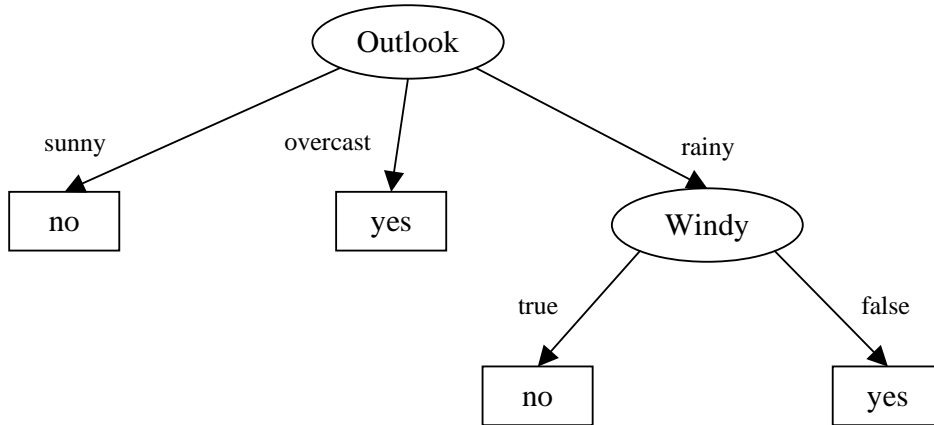 Outlook
sunny
overcast
rainy
no
yes
Windy
true
false
no
yes